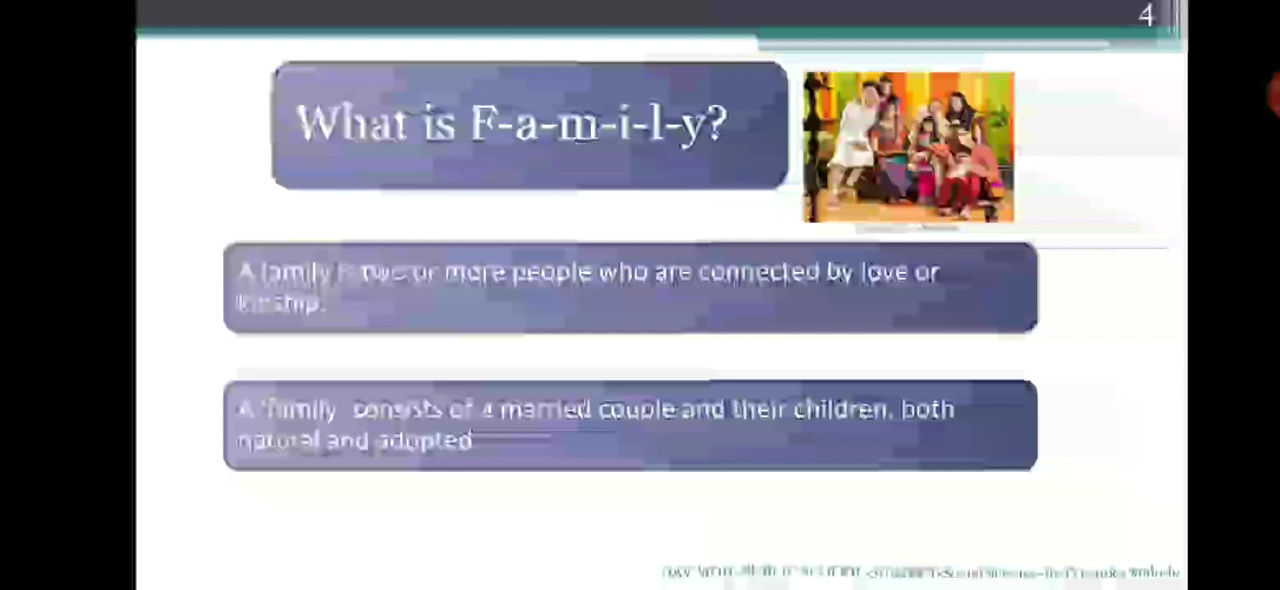 4
What is F-a-m-i-l-y?
A family is two or more people who are connected by love or
kinship.
A 'family' consists of a married couple and their children, both
natural and adopted